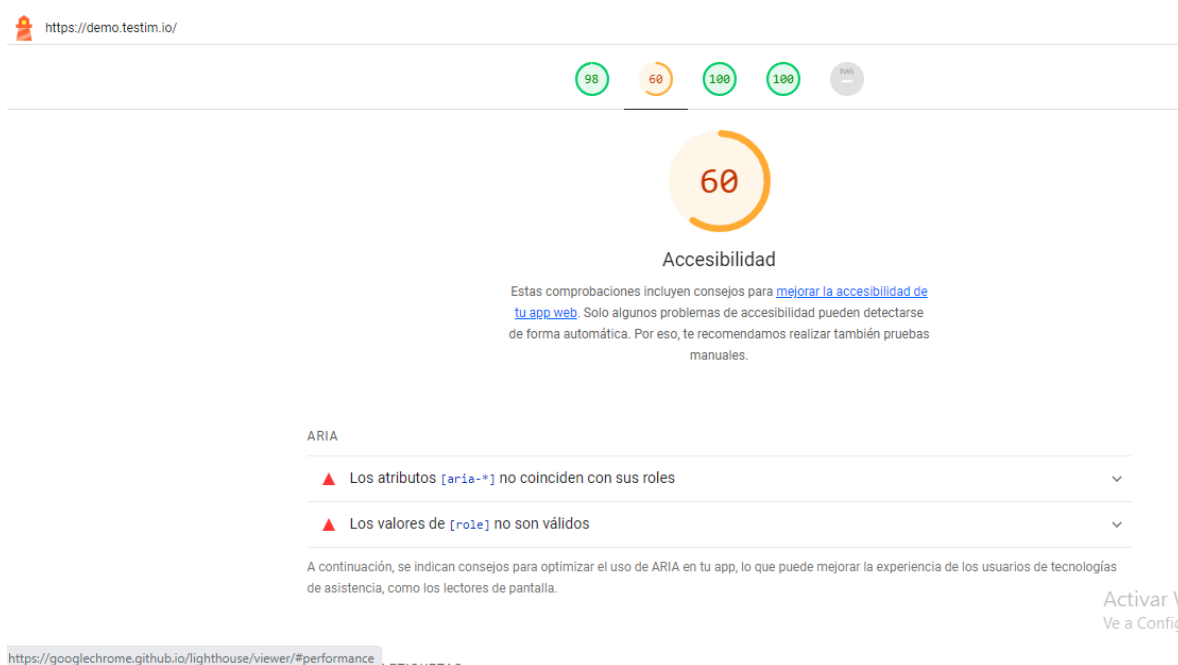 https://demo.testim.io/
98 60 100 100 PWA
60
Accesibilidad
Estas comprobaciones incluyen consejos para mejorar la accesibilidad de
tu app web. Solo algunos problemas de accesibilidad pueden detectarse
de forma automática. Por eso, te recomendamos realizar también pruebas
manuales.
ARIA
Los atributos [aria-*] no coinciden con sus roles
Los valores de [role] no son válidos
A continuación, se indican consejos para optimizar el uso de ARIA en tu app, lo que puede mejorar la experiencia de los usuarios de tecnologías
de asistencia, como los lectores de pantalla.
Activar W
Ve a Config
https://googlechrome.github.io/lighthouse/viewer/#performance